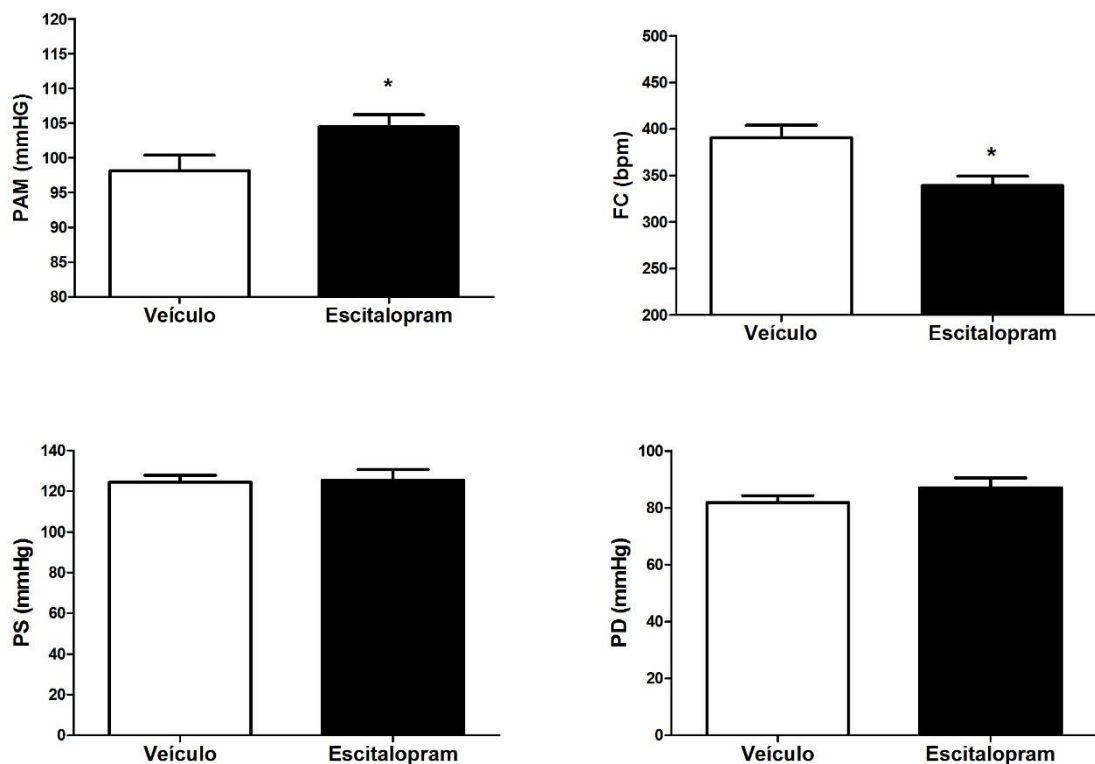 PAM (mmHG)
120
115
110
105
100
95
90
85
80
*
Veículo
Escitalopram
FC (bpm)
500
450
400
350
300
250
200
*
Veículo
Escitalopram
PS (mmHg)
140
120
100
80
60
40
20
0
Veículo
Escitalopram
PD (mmHg)
100
80
60
40
20
0
Veículo
Escitalopram